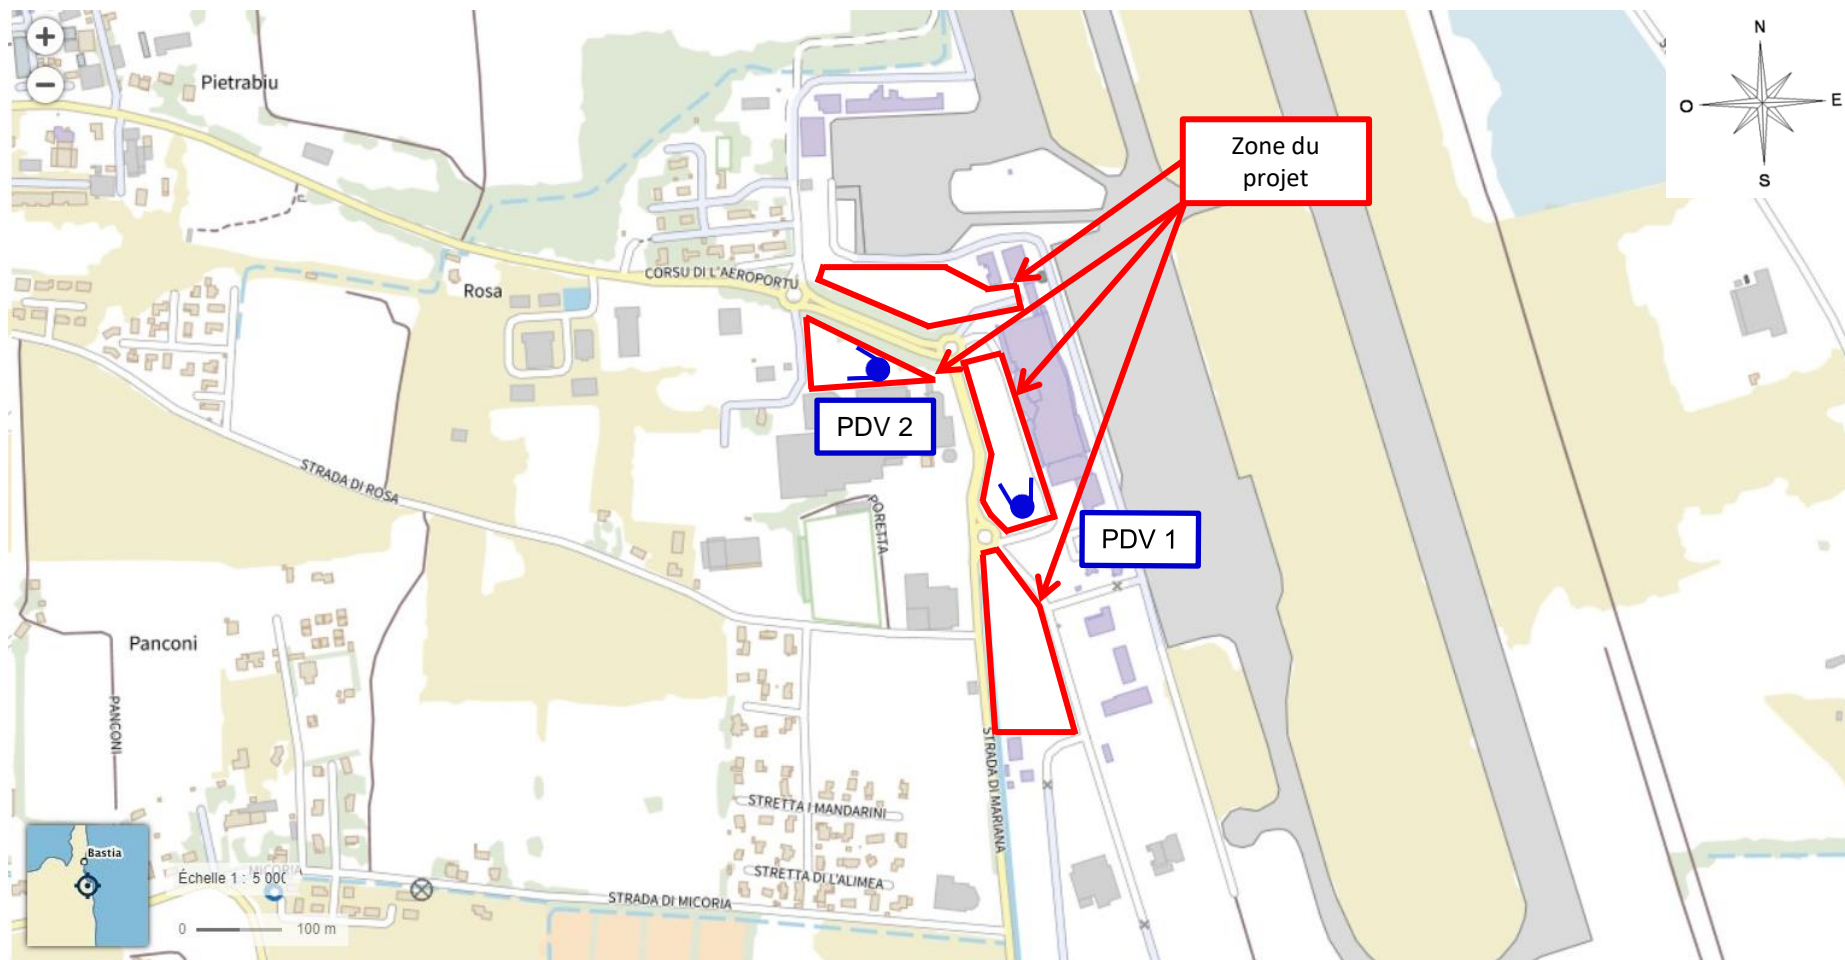 +
−
Pietrabiu
N
O
E
S
Zone du
projet
CORSU DI L'AEROPORTU
Rosa
PDV 2
STRADA DI ROSA
PORETTA
PDV 1
Panconi
PANCONI
STRADA DI MARIANA
STRETTA I MANDARINI
STRETTA DI L'ALIMEA
STRADA DI MICORIA
Bastia
MICORIA
Échelle 1 : 5 000
0
100 m